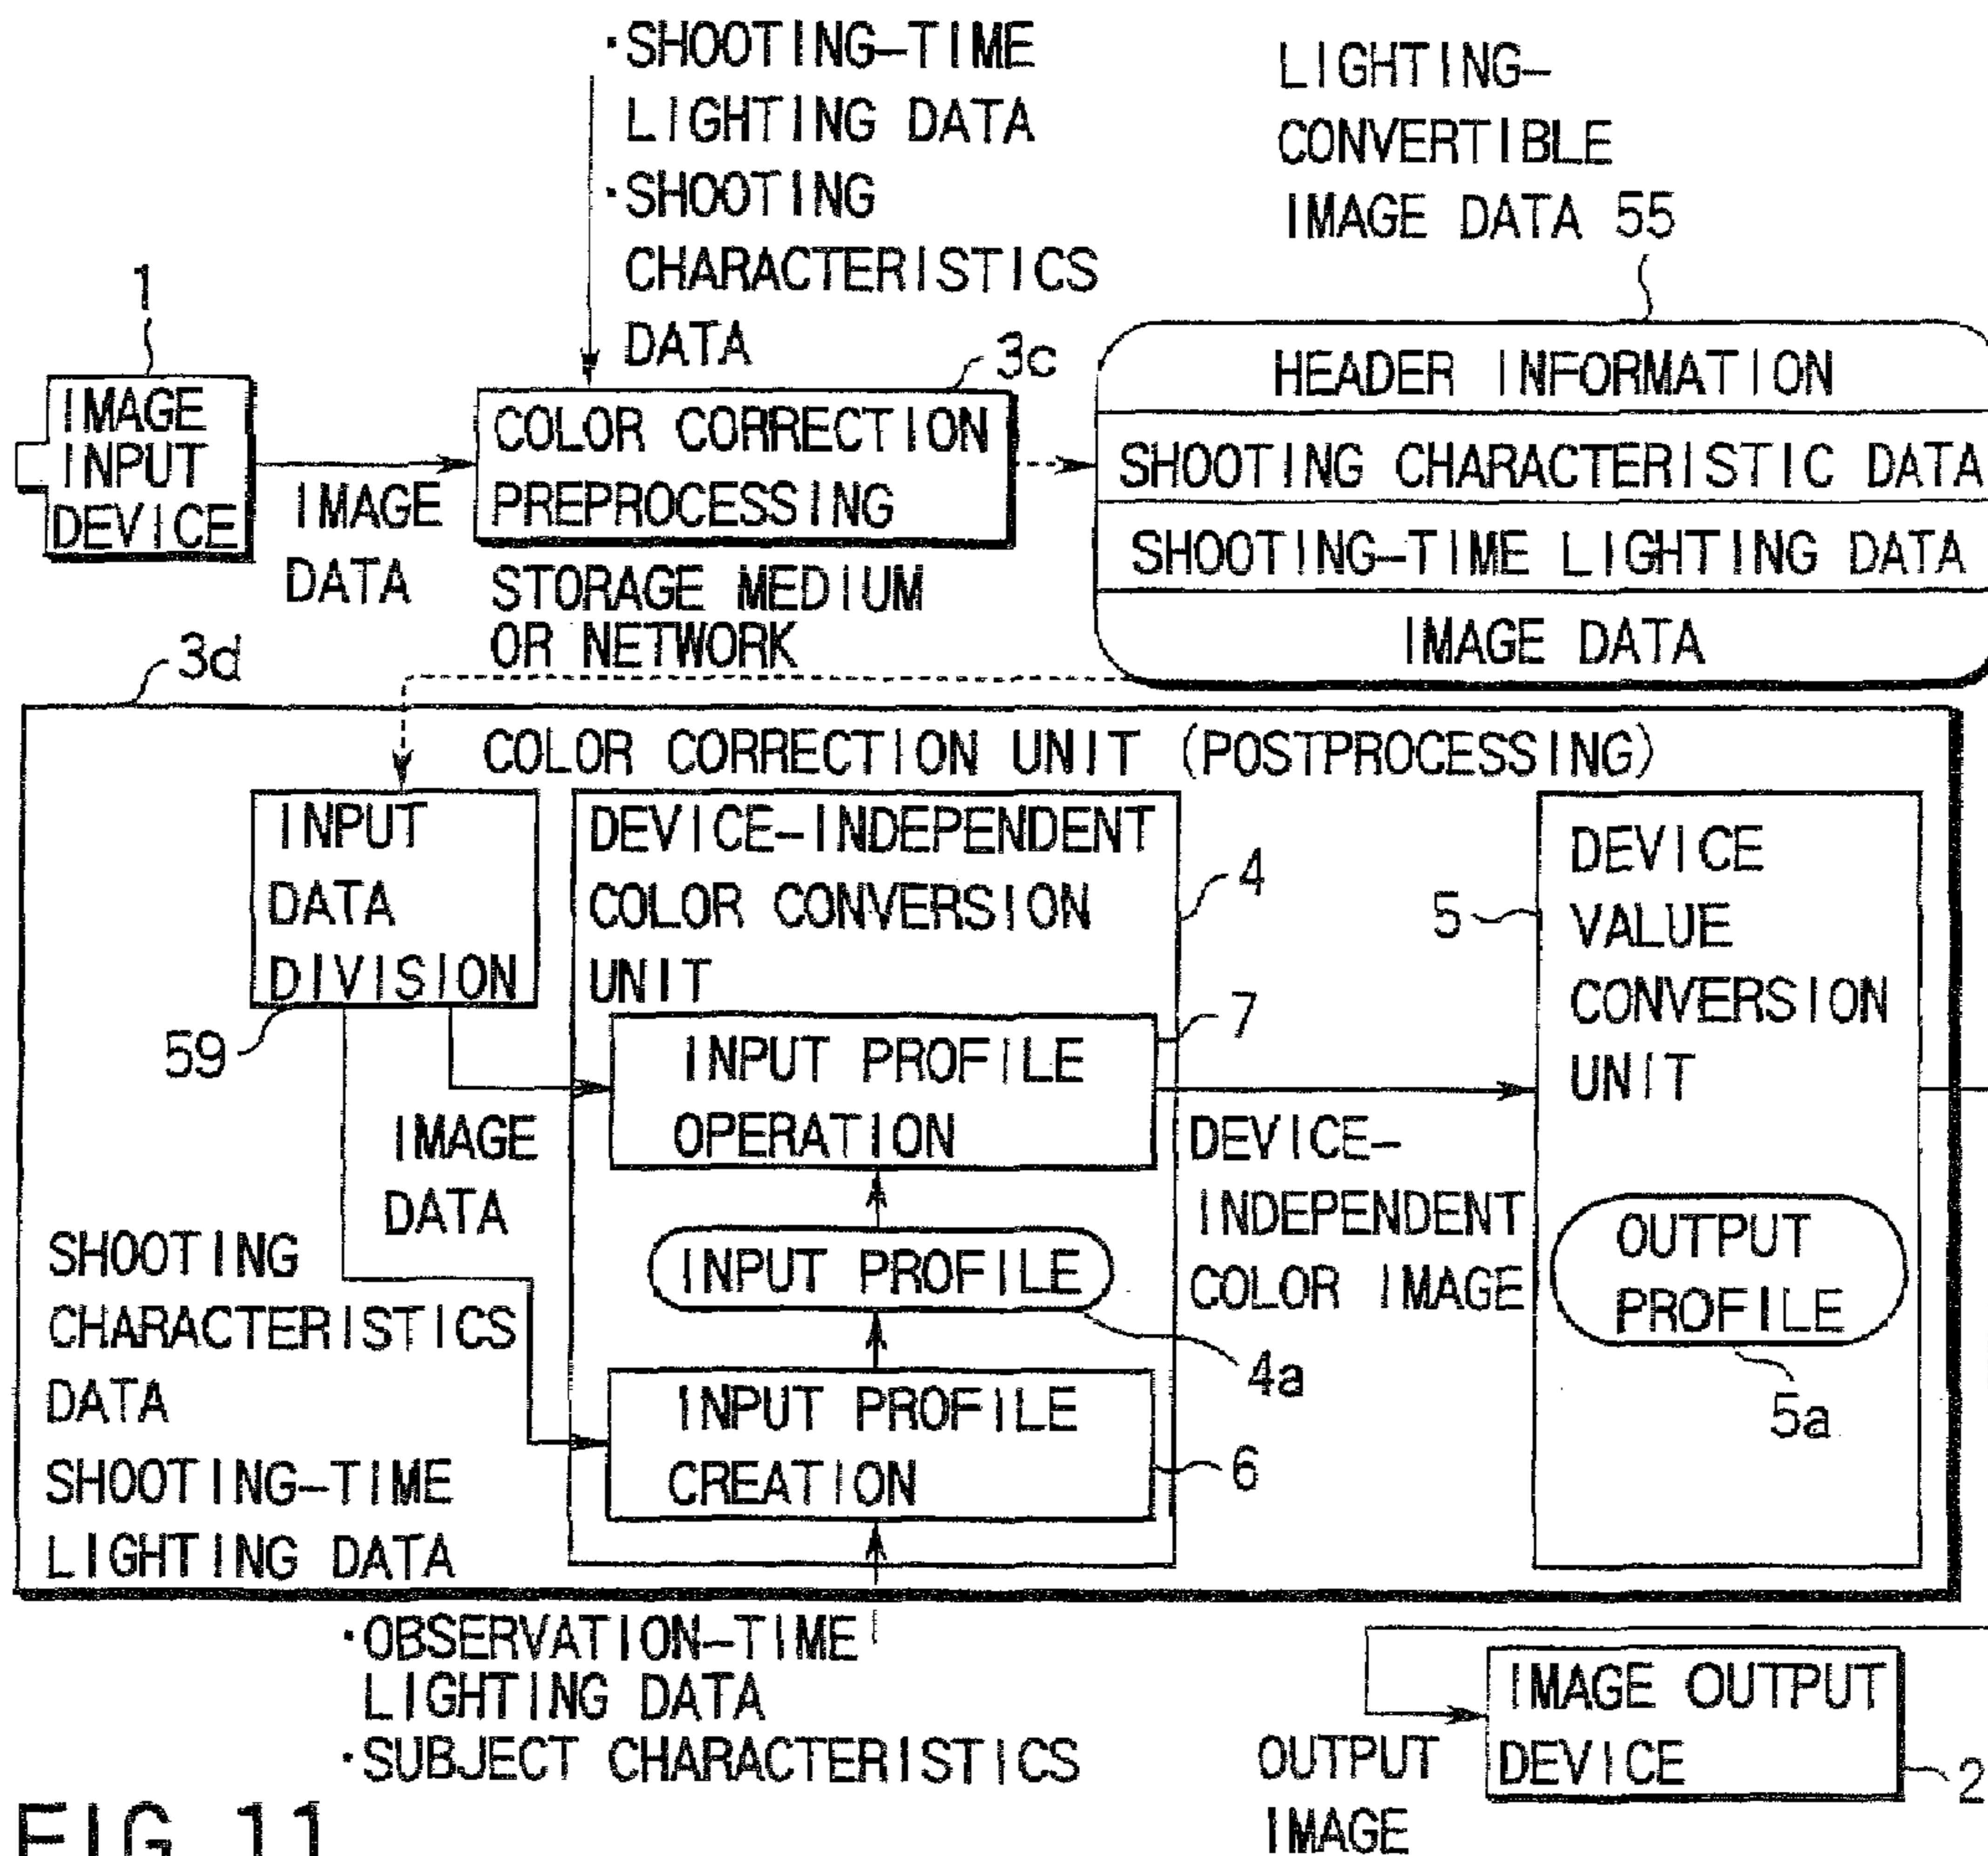 ·SHOOTING-TIME
LIGHTING DATA
·SHOOTING
CHARACTERISTICS
DATA
LIGHTING-
CONVERTIBLE
IMAGE DATA 55
1
IMAGE
INPUT
DEVICE
IMAGE
DATA
3c
COLOR CORRECTION
PREPROCESSING
STORAGE MEDIUM
OR NETWORK
HEADER INFORMATION
SHOOTING CHARACTERISTIC DATA
SHOOTING-TIME LIGHTING DATA
IMAGE DATA
3d
COLOR CORRECTION UNIT (POSTPROCESSING)
INPUT
DATA
DIVISION
59
DEVICE-INDEPENDENT
COLOR CONVERSION
UNIT
4
7
INPUT PROFILE
OPERATION
IMAGE
DATA
INPUT PROFILE
4a
INPUT PROFILE
CREATION
6
SHOOTING
CHARACTERISTICS
DATA
SHOOTING-TIME
LIGHTING DATA
DEVICE-
INDEPENDENT
COLOR IMAGE
5
DEVICE
VALUE
CONVERSION
UNIT
OUTPUT
PROFILE
5a
·OBSERVATION-TIME
LIGHTING DATA
·SUBJECT CHARACTERISTICS
OUTPUT
IMAGE
IMAGE OUTPUT
DEVICE
2
FIG. 11